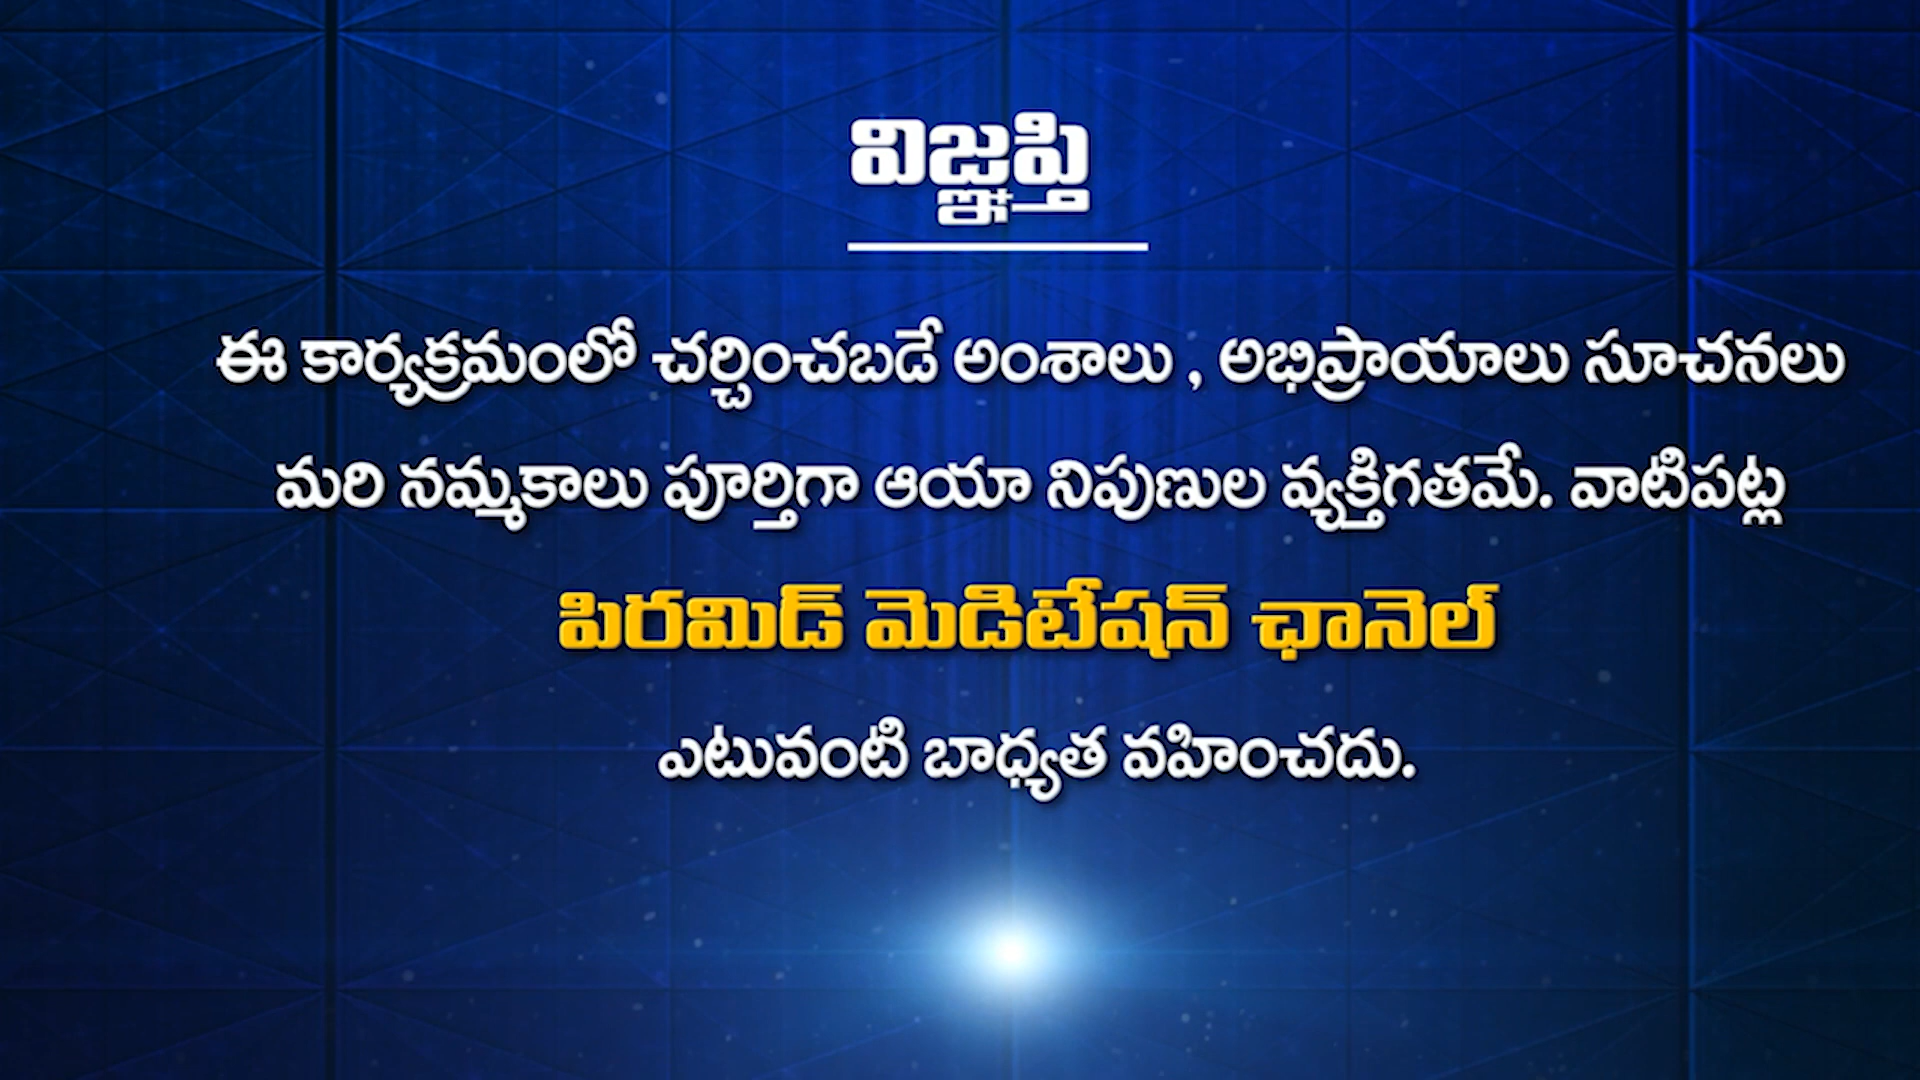 విజ్ఞప్తి
ఈ కార్యక్రమంలో చర్చించబడే అంశాలు , అభిప్రాయాలు సూచనలు
మరి నమ్మకాలు పూర్తిగా ఆయా నిపుణుల వ్యక్తిగతమే. వాటిపట్ల
పిరమిడ్ మెడిటేషన్ ఛానెల్
ఎటువంటి బాధ్యత వహించదు.